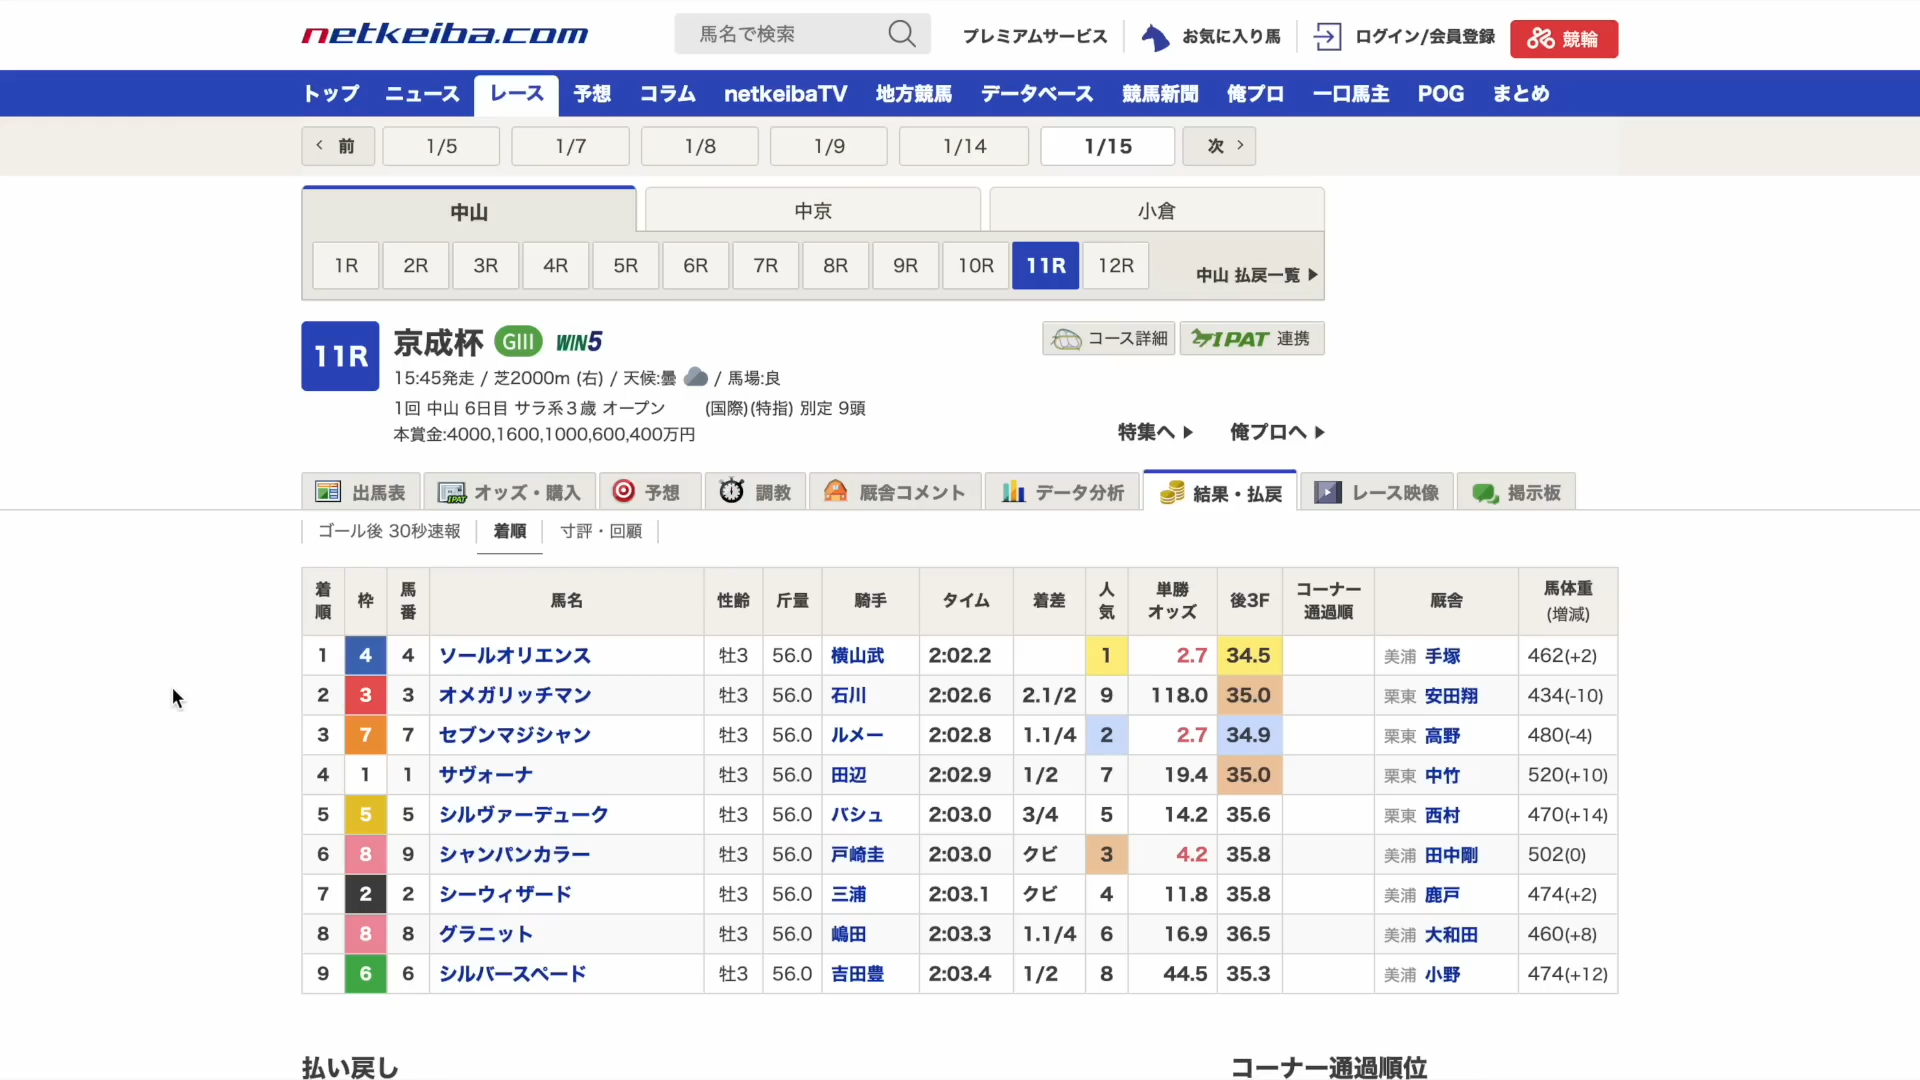 netkeiba.com
馬名で検索
プレミアムサービス お気に入り馬 ログイン/会員登録 競輪
トップ ニュース レース 予想 コラム netkeibaTV 地方競馬 データベース 競馬新聞 俺プロ 一口馬主 POG まとめ
前 1/5 1/7 1/8 1/9 1/14 1/15 次
中山 中京 小倉
1R 2R 3R 4R 5R 6R 7R 8R 9R 10R 11R 12R 中山 払戻一覧
11R 京成杯 GIII WIN5
コース詳細 IPAT 連携
15:45発走 / 芝2000m (右) / 天候:曇 / 馬場:良
1回 中山 6日目 サラ系３歳 オープン (国際)(特指) 別定 9頭
本賞金:4000,1600,1000,600,400万円
特集へ 俺プロへ
出馬表 オッズ・購入 予想 調教 厩舎コメント データ分析 結果・払戻 レース映像 掲示板
ゴール後 30秒速報 着順 寸評・回顧
着順 枠 馬番 馬名 性齢 斤量 騎手 タイム 着差 人気 単勝オッズ 後3F コーナー通過順 厩舎 馬体重(増減)
1 4 4 ソールオリエンス 牡3 56.0 横山武 2:02.2 1 2.7 34.5 美浦 手塚 462(+2)
2 3 3 オメガリッチマン 牡3 56.0 石川 2:02.6 2.1/2 9 118.0 35.0 栗東 安田翔 434(-10)
3 7 7 セブンマジシャン 牡3 56.0 ルメー 2:02.8 1.1/4 2 2.7 34.9 栗東 高野 480(-4)
4 1 1 サヴォーナ 牡3 56.0 田辺 2:02.9 1/2 7 19.4 35.0 栗東 中竹 520(+10)
5 5 5 シルヴァーデューク 牡3 56.0 バシュ 2:03.0 3/4 5 14.2 35.6 栗東 西村 470(+14)
6 8 9 シャンパンカラー 牡3 56.0 戸崎圭 2:03.0 クビ 3 4.2 35.8 美浦 田中剛 502(0)
7 2 2 シーウィザード 牡3 56.0 三浦 2:03.1 クビ 4 11.8 35.8 美浦 鹿戸 474(+2)
8 8 8 グラニット 牡3 56.0 嶋田 2:03.3 1.1/4 6 16.9 36.5 美浦 大和田 460(+8)
9 6 6 シルバースペード 牡3 56.0 吉田豊 2:03.4 1/2 8 44.5 35.3 美浦 小野 474(+12)
払い戻し コーナー通過順位